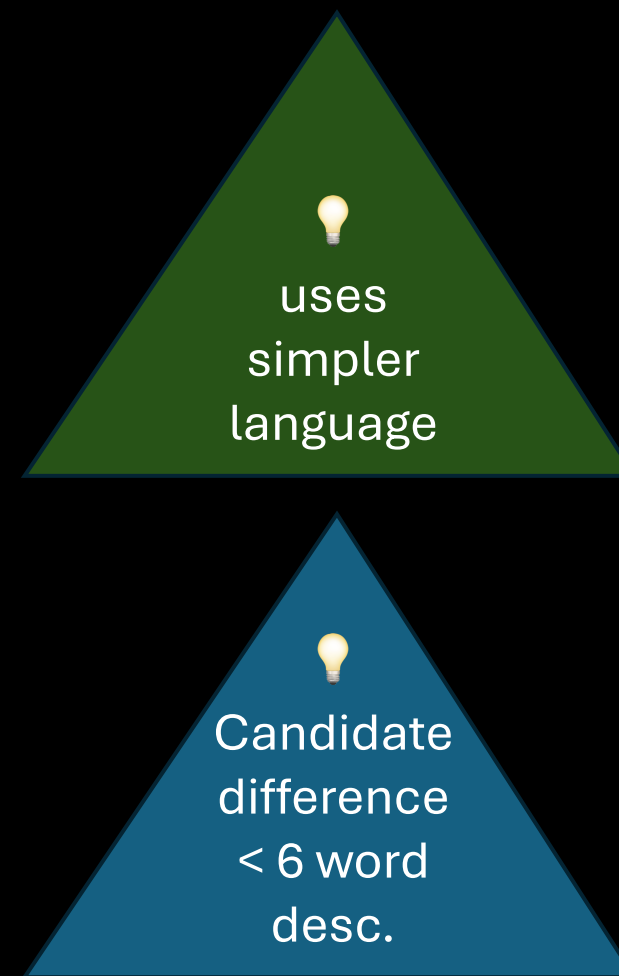 💡
uses
simpler
language
💡
Candidate
difference
< 6 word
desc.